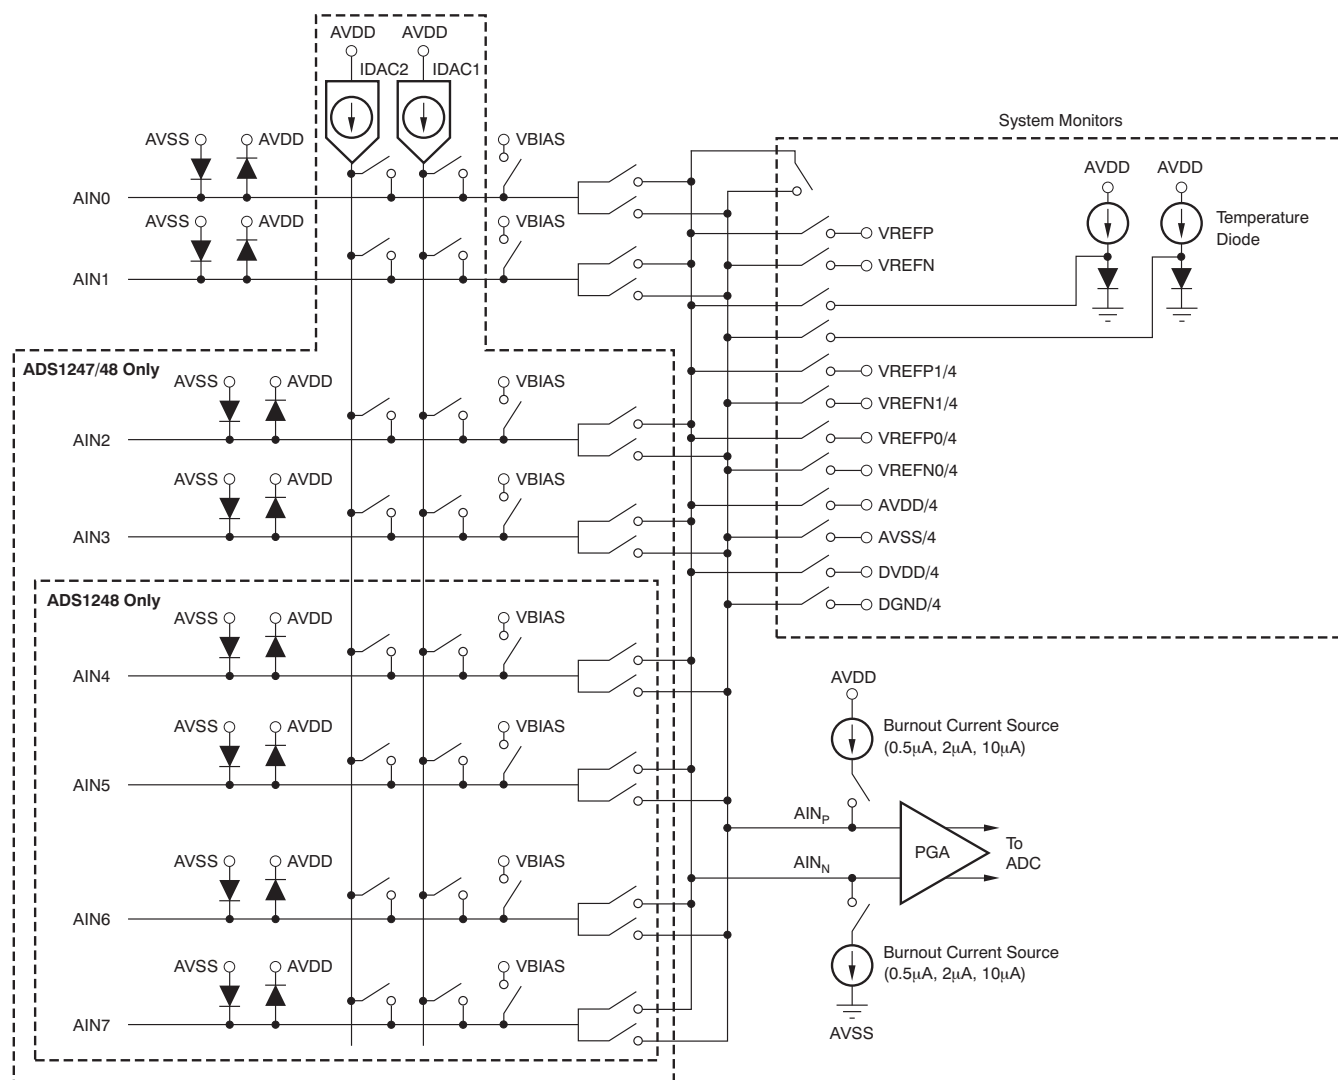 AVDD AVDD
IDAC2 IDAC1
System Monitors
AVSS AVDD VBIAS
AIN0
AVDD AVDD
Temperature
Diode
AVSS AVDD VBIAS
AIN1
VREFP
VREFN
ADS1247/48 Only
VREFP1/4
AVSS AVDD VBIAS
VREFN1/4
AIN2
VREFP0/4
VREFN0/4
AVSS AVDD VBIAS
AVDD/4
AIN3
AVSS/4
DVDD/4
ADS1248 Only
DGND/4
AVSS AVDD VBIAS
AIN4
AVDD
AVSS AVDD VBIAS
Burnout Current Source
(0.5µA, 2µA, 10µA)
AIN5
AINP
PGA
To
ADC
AINN
AVSS AVDD VBIAS
AIN6
Burnout Current Source
(0.5µA, 2µA, 10µA)
AVSS AVDD VBIAS
AIN7
AVSS